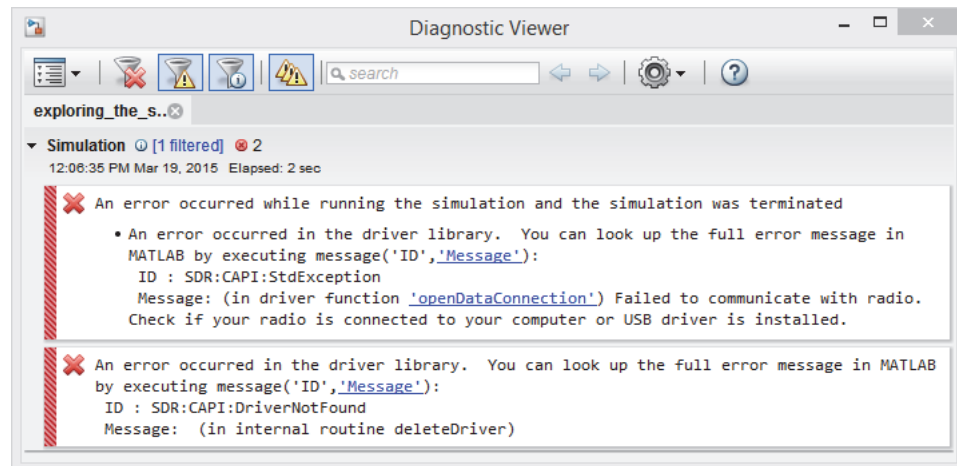 Diagnostic Viewer
search
exploring_the_s..
Simulation [1 filtered] 2
12:06:35 PM Mar 19, 2015 Elapsed: 2 sec
An error occurred while running the simulation and the simulation was terminated
• An error occurred in the driver library. You can look up the full error message in
MATLAB by executing message('ID','Message'):
ID : SDR:CAPI:StdException
Message: (in driver function 'openDataConnection') Failed to communicate with radio.
Check if your radio is connected to your computer or USB driver is installed.
An error occurred in the driver library. You can look up the full error message in MATLAB
by executing message('ID','Message'):
ID : SDR:CAPI:DriverNotFound
Message: (in internal routine deleteDriver)